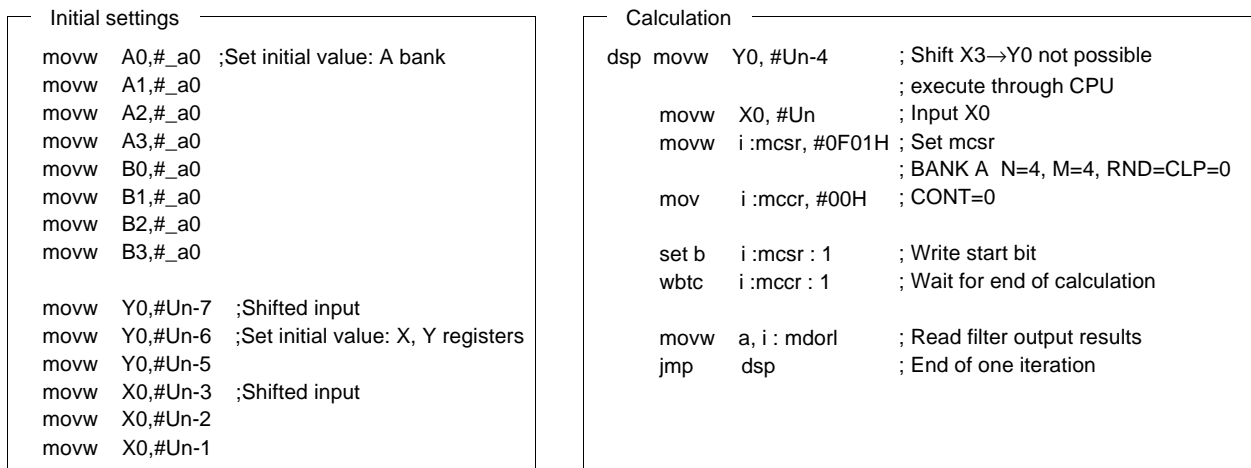 Initial settings
movw A0,#_a0 ;Set initial value: A bank
movw A1,#_a0
movw A2,#_a0
movw A3,#_a0
movw B0,#_a0
movw B1,#_a0
movw B2,#_a0
movw B3,#_a0
movw Y0,#Un-7 ;Shifted input
movw Y0,#Un-6 ;Set initial value: X, Y registers
movw Y0,#Un-5
movw X0,#Un-3 ;Shifted input
movw X0,#Un-2
movw X0,#Un-1
Calculation
dsp movw Y0, #Un-4 ; Shift X3→Y0 not possible
; execute through CPU
movw X0, #Un ; Input X0
movw i :mcsr, #0F01H ; Set mcsr
; BANK A N=4, M=4, RND=CLP=0
mov i :mccr, #00H ; CONT=0
set b i :mcsr : 1 ; Write start bit
wbtc i :mccr : 1 ; Wait for end of calculation
movw a, i : mdorl ; Read filter output results
jmp dsp ; End of one iteration